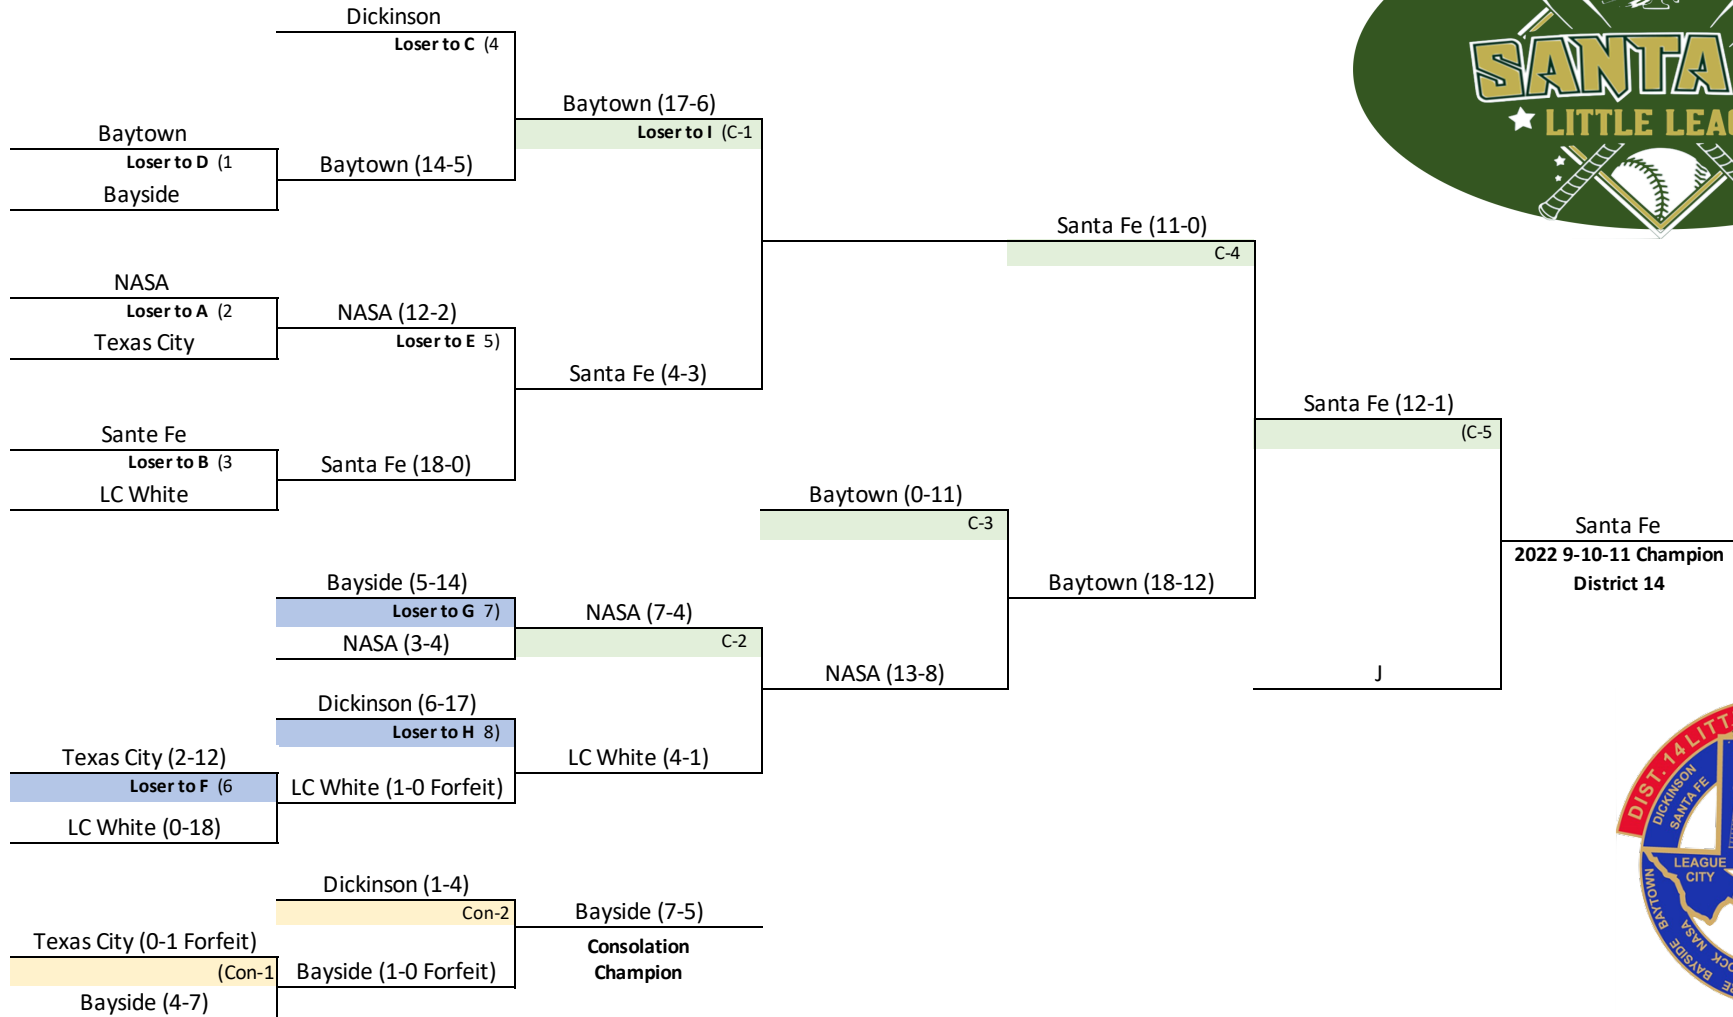 Dickinson
Loser to C (4
Baytown (17-6)
Loser to I (C-1
Baytown
Loser to D (1
Baytown (14-5)
Bayside
SANTA
LITTLE LEAG
Santa Fe (11-0)
C-4
NASA
Loser to A (2
NASA (12-2)
Texas City
Loser to E 5)
Santa Fe (4-3)
Santa Fe (12-1)
(C-5
Sante Fe
Loser to B (3
Santa Fe (18-0)
LC White
Baytown (0-11)
C-3
Santa Fe
2022 9-10-11 Champion
District 14
Bayside (5-14)
Loser to G 7)
NASA (7-4)
Baytown (18-12)
NASA (3-4)
C-2
NASA (13-8)
J
Dickinson (6-17)
Loser to H 8)
Texas City (2-12)
LC White (4-1)
Loser to F (6
LC White (1-0 Forfeit)
LC White (0-18)
DIST. 14 LITT
DICKINSON
SANTA FE
LEAGUE
CITY
BAYTOWN
BAYSIDE
NASA
Dickinson (1-4)
Con-2
Bayside (7-5)
Consolation
Champion
Texas City (0-1 Forfeit)
(Con-1
Bayside (1-0 Forfeit)
Bayside (4-7)